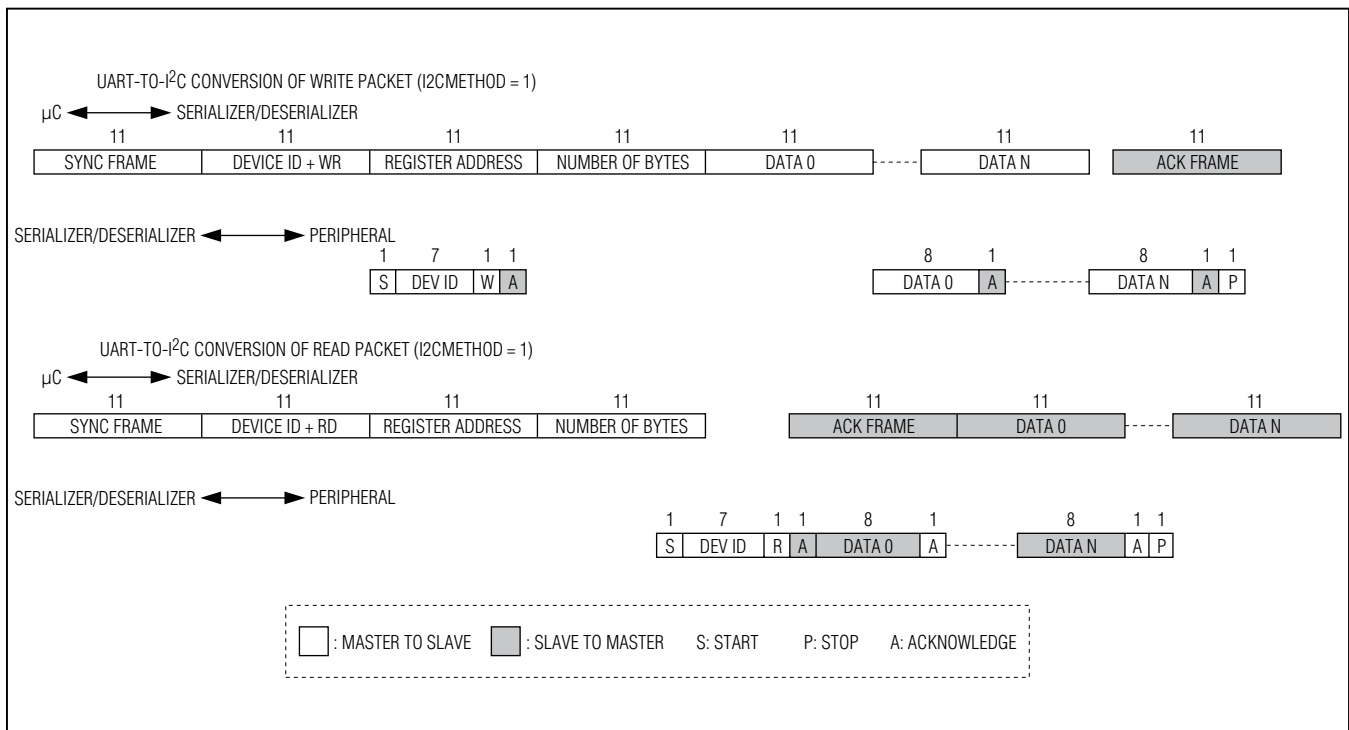 UART-TO-I²C CONVERSION OF WRITE PACKET (I2CMETHOD = 1)
µC SERIALIZER/DESERIALIZER
11 11 11 11 11 11 11
SYNC FRAME DEVICE ID + WR REGISTER ADDRESS NUMBER OF BYTES DATA 0 DATA N ACK FRAME
SERIALIZER/DESERIALIZER PERIPHERAL
1 7 1 1 8 1 8 1 1
S DEV ID W A DATA 0 A DATA N A P
UART-TO-I²C CONVERSION OF READ PACKET (I2CMETHOD = 1)
µC SERIALIZER/DESERIALIZER
11 11 11 11 11 11 11
SYNC FRAME DEVICE ID + RD REGISTER ADDRESS NUMBER OF BYTES ACK FRAME DATA 0 DATA N
SERIALIZER/DESERIALIZER PERIPHERAL
1 7 1 1 8 1 8 1 1
S DEV ID R A DATA 0 A DATA N A P
: MASTER TO SLAVE : SLAVE TO MASTER S: START P: STOP A: ACKNOWLEDGE